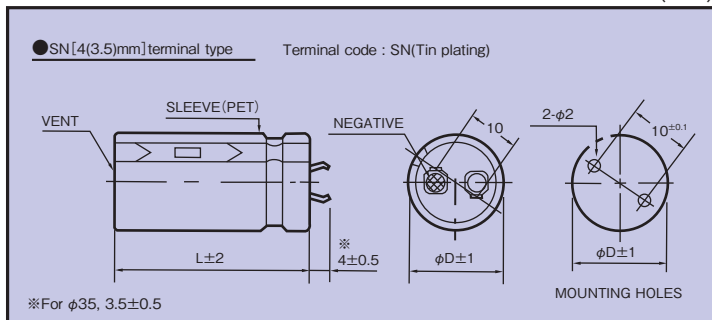 ●SN[4(3.5)mm]terminal type
Terminal code : SN(Tin plating)
SLEEVE(PET)
VENT
NEGATIVE
10
2-φ2
10±0.1
※
L±2
4±0.5
φD±1
φD±1
MOUNTING HOLES
※For φ35, 3.5±0.5